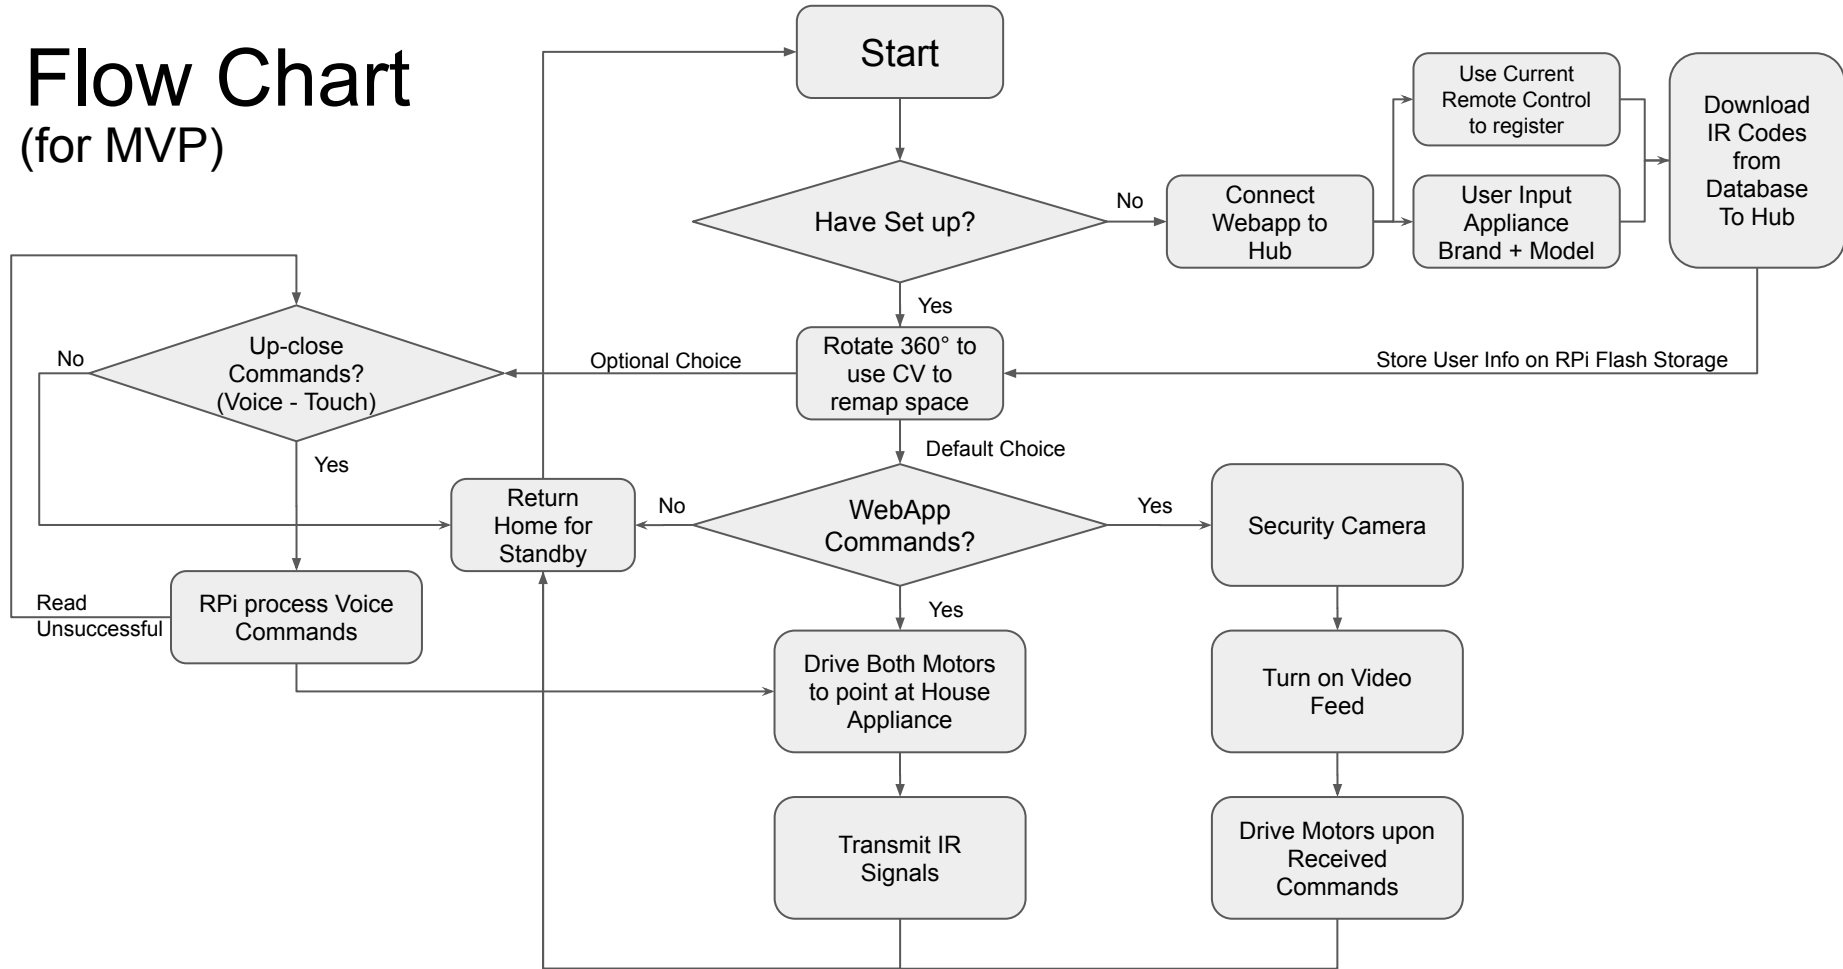 Flow Chart
(for MVP)
Start
Have Set up?
No
Connect
Webapp to
Hub
Use Current
Remote Control
to register
User Input
Appliance
Brand + Model
Download
IR Codes
from
Database
To Hub
Yes
Store User Info on RPi Flash Storage
Rotate 360° to
use CV to
remap space
Optional Choice
Up-close
Commands?
(Voice - Touch)
No
Yes
RPi process Voice
Commands
Read
Unsuccessful
Default Choice
WebApp
Commands?
No
Return
Home for
Standby
Yes
Security Camera
Yes
Drive Both Motors
to point at House
Appliance
Turn on Video
Feed
Transmit IR
Signals
Drive Motors upon
Received
Commands